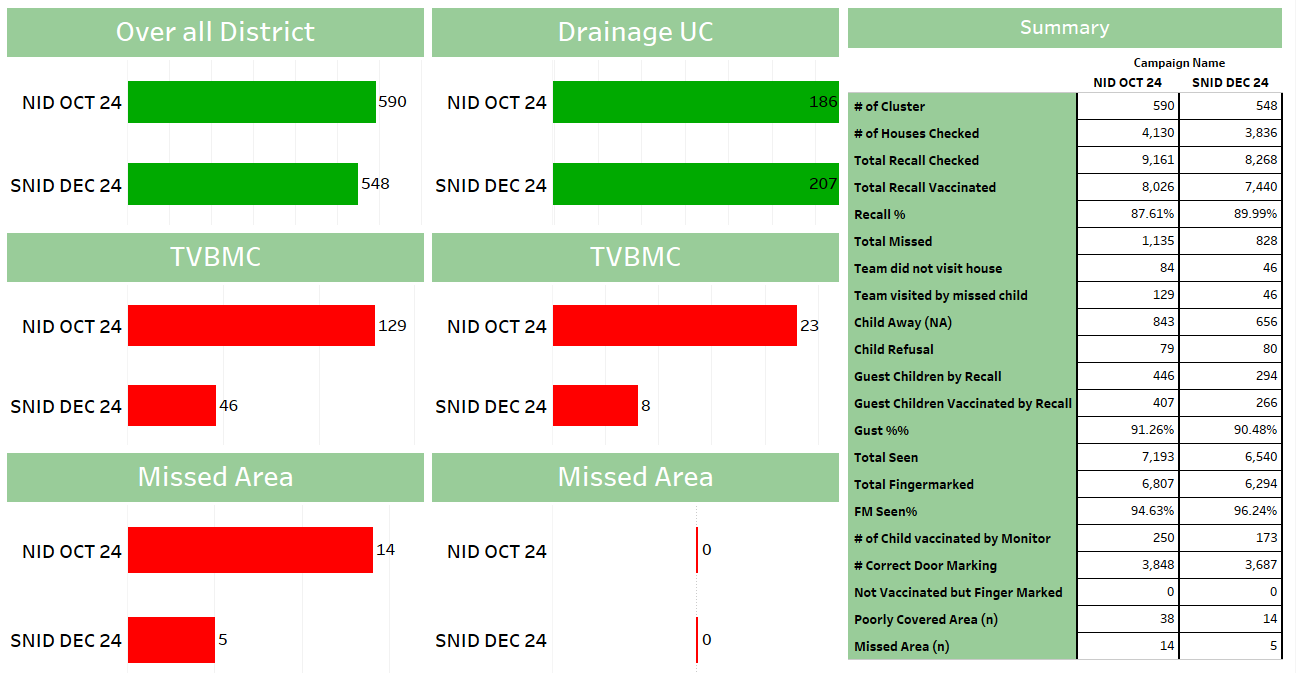 Over all District
NID OCT 24 590
SNID DEC 24 548
Drainage UC
NID OCT 24 186
SNID DEC 24 207
TVBMC
NID OCT 24 129
SNID DEC 24 46
TVBMC
NID OCT 24 23
SNID DEC 24 8
Missed Area
NID OCT 24 14
SNID DEC 24 5
Missed Area
NID OCT 24 0
SNID DEC 24 0
Summary
Campaign Name
NID OCT 24 SNID DEC 24
# of Cluster 590 548
# of Houses Checked 4,130 3,836
Total Recall Checked 9,161 8,268
Total Recall Vaccinated 8,026 7,440
Recall % 87.61% 89.99%
Total Missed 1,135 828
Team did not visit house 84 46
Team visited by missed child 129 46
Child Away (NA) 843 656
Child Refusal 79 80
Guest Children by Recall 446 294
Guest Children Vaccinated by Recall 407 266
Gust %% 91.26% 90.48%
Total Seen 7,193 6,540
Total Fingermarked 6,807 6,294
FM Seen% 94.63% 96.24%
# of Child vaccinated by Monitor 250 173
# Correct Door Marking 3,848 3,687
Not Vaccinated but Finger Marked 0 0
Poorly Covered Area (n) 38 14
Missed Area (n) 14 5